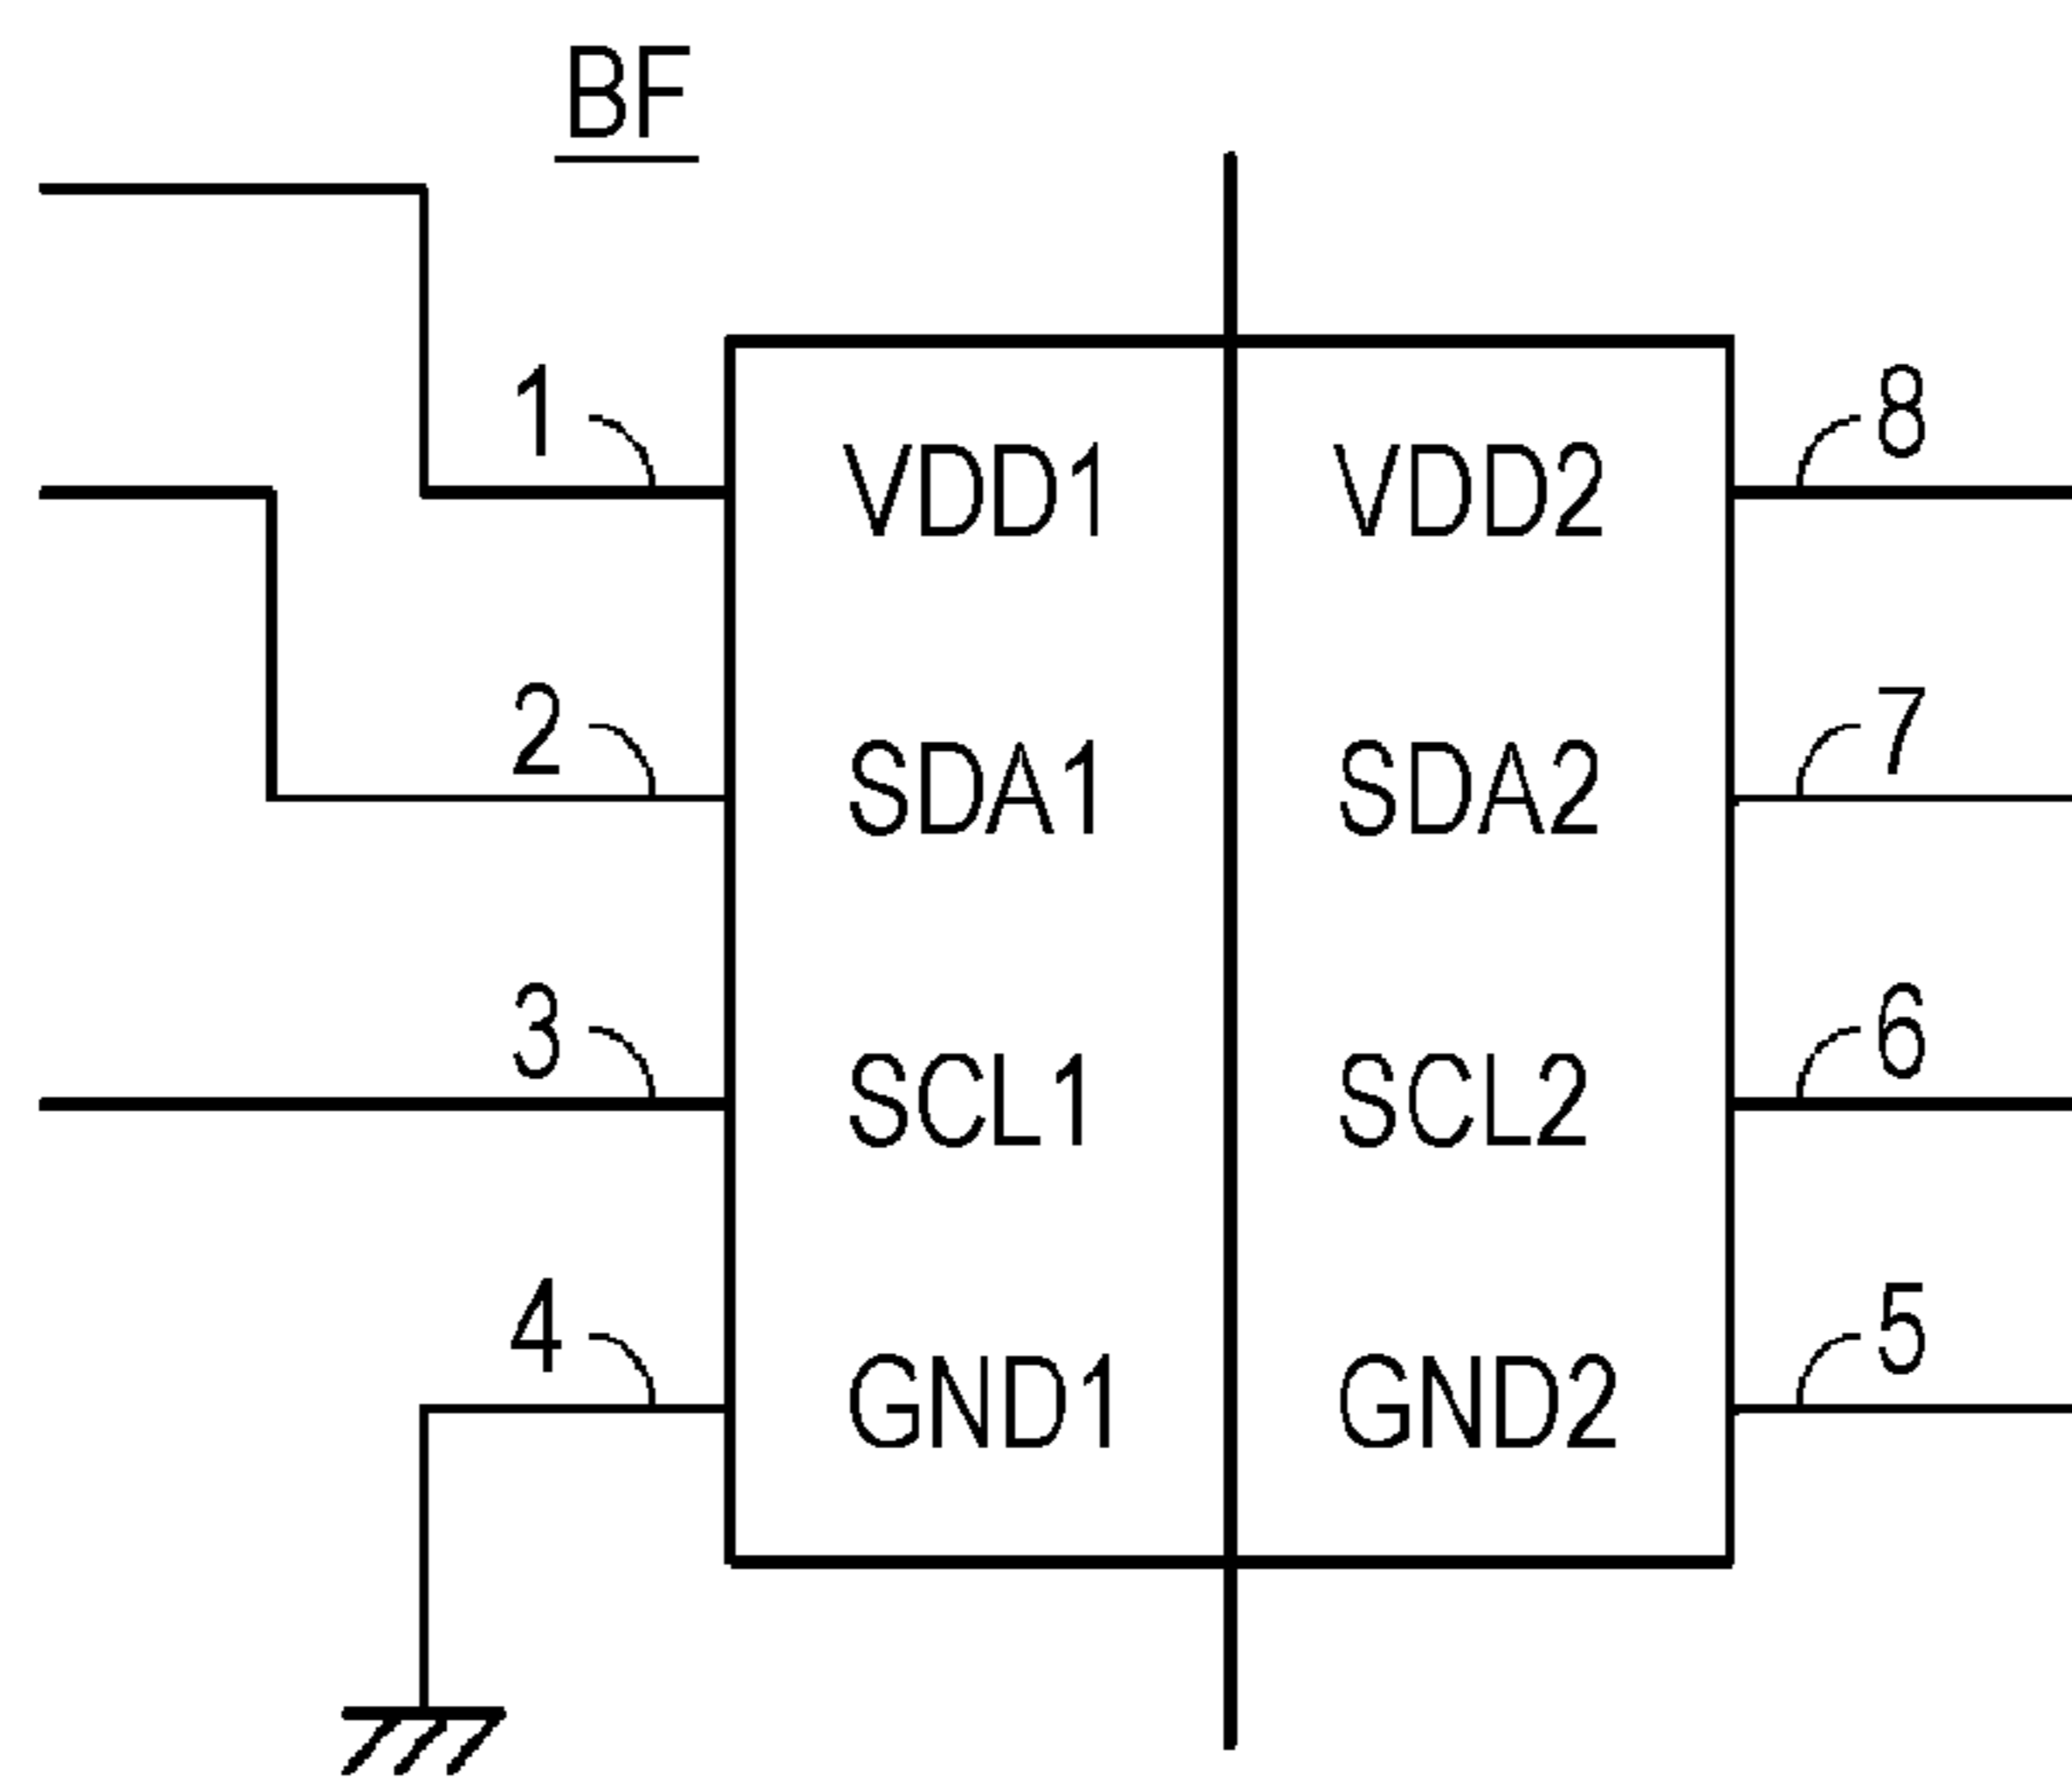 BF
1 VDD1 VDD2 8
2 SDA1 SDA2 7
3 SCL1 SCL2 6
4 GND1 GND2 5